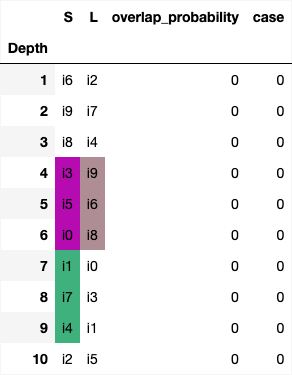 S L overlap_probability case
Depth
1 i6 i2 0 0
2 i9 i7 0 0
3 i8 i4 0 0
4 i3 i9 0 0
5 i5 i6 0 0
6 i0 i8 0 0
7 i1 i0 0 0
8 i7 i3 0 0
9 i4 i1 0 0
10 i2 i5 0 0